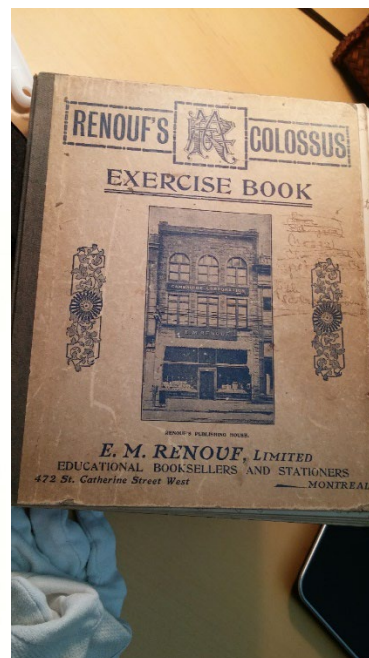 RENOUF'S COLOSSUS
EXERCISE BOOK
RENOUF'S PUBLISHING HOUSE.
E. M. RENOUF, LIMITED
EDUCATIONAL BOOKSELLERS AND STATIONERS
472 St. Catherine Street West MONTREAL